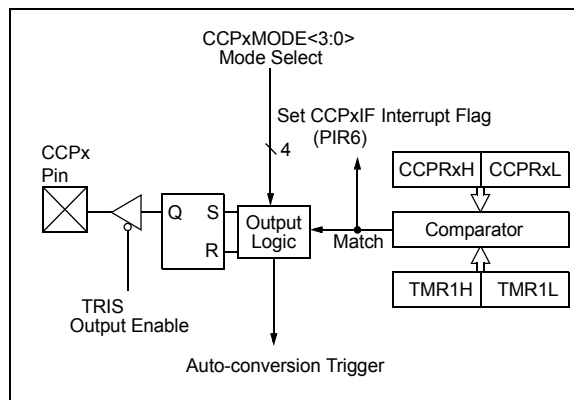 CCPxMODE<3:0>
Mode Select
Set CCPxIF Interrupt Flag
(PIR6)
4
CCPx
Pin
CCPRxH CCPRxL
Q S
R
Output
Logic
Match
Comparator
TRIS
Output Enable
TMR1H TMR1L
Auto-conversion Trigger